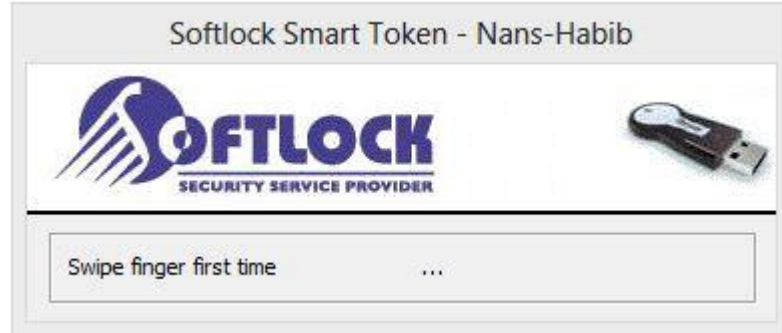 Softlock Smart Token - Nans-Habib
SOFTLOCK
SECURITY SERVICE PROVIDER
Swipe finger first time ...